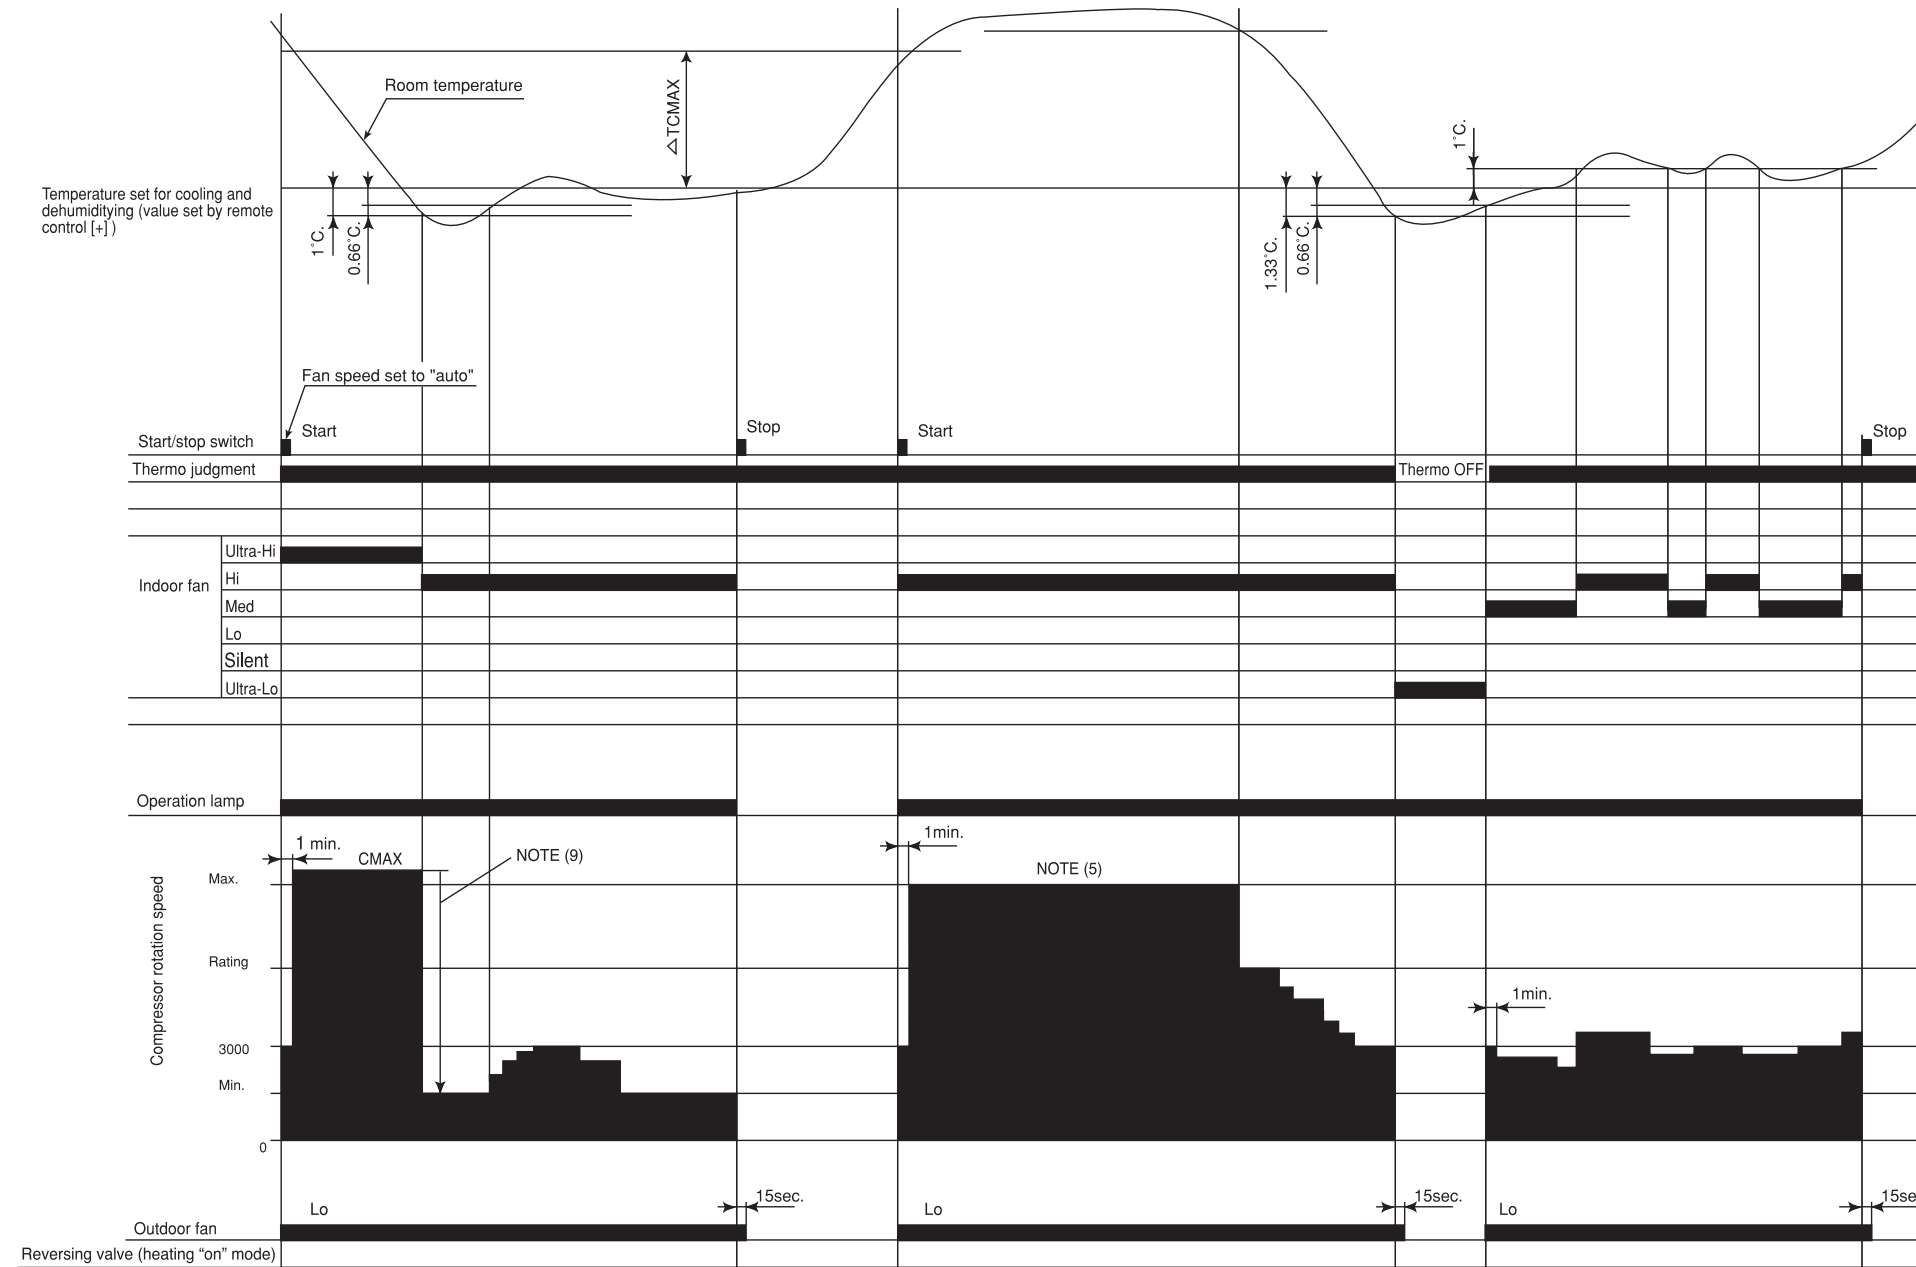 Room temperature
△TCMAX
1˚C.
Temperature set for cooling and
dehumiditying (value set by remote
control [+] )
1˚C.
0.66˚C.
1.33˚C.
0.66˚C.
Fan speed set to "auto"
Start/stop switch
Start
Stop
Start
Stop
Thermo judgment
Thermo OFF
Indoor fan
Ultra-Hi
Hi
Med
Lo
Silent
Ultra-Lo
Operation lamp
Compressor rotation speed
1 min.
CMAX
NOTE (9)
1min.
NOTE (5)
1min.
Max.
Rating
3000
Min.
0
Outdoor fan
Lo
15sec.
Lo
15sec.
Lo
15se
Reversing valve (heating “on” mode)